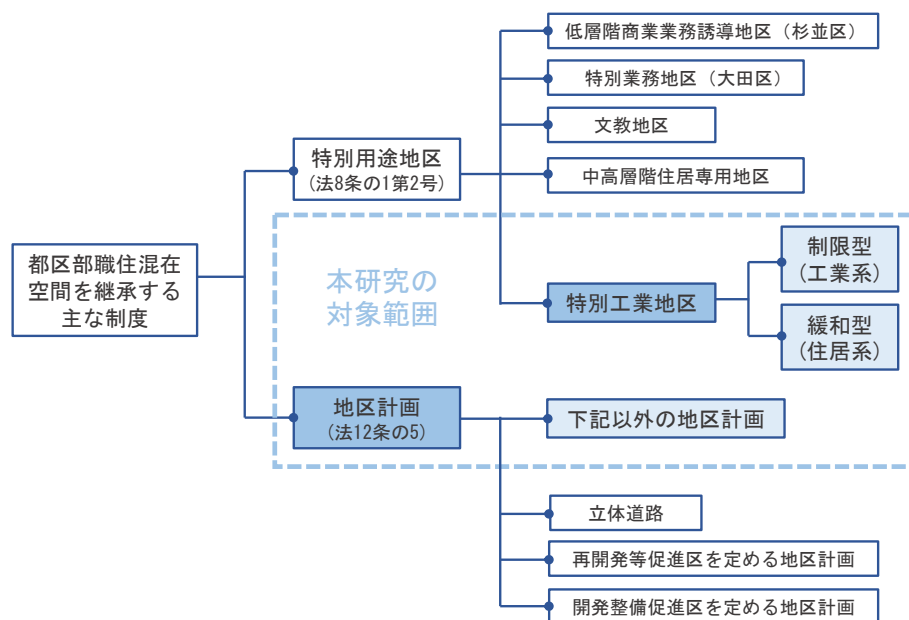 低層階商業業務誘導地区（杉並区）
特別業務地区（大田区）
文教地区
特別用途地区
(法8条の1第2号)
中高層階住居専用地区
都区部職住混在
空間を継承する
主な制度
本研究の
対象範囲
特別工業地区
制限型
(工業系)
緩和型
(住居系)
地区計画
(法12条の5)
下記以外の地区計画
立体道路
再開発等促進区を定める地区計画
開発整備促進区を定める地区計画